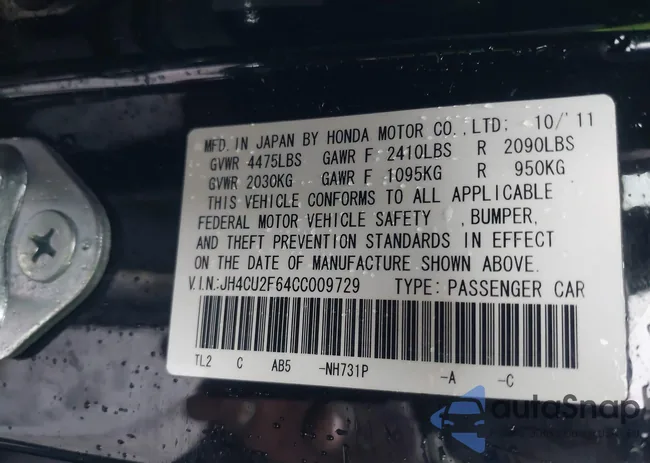 MFD. IN JAPAN BY HONDA MOTOR CO.,LTD; 10/'11
GVWR 4475LBS GAWR F 2410LBS R 2090LBS
GVWR 2030KG GAWR F 1095KG R 950KG
THIS VEHICLE CONFORMS TO ALL APPLICABLE
FEDERAL MOTOR VEHICLE SAFETY ,BUMPER,
AND THEFT PREVENTION STANDARDS IN EFFECT
ON THE DATE OF MANUFACTURE SHOWN ABOVE.
V.I.N:JH4CU2F64CC009729 TYPE: PASSENGER CAR
TL2 C AB5 -NH731P -A -C
autoSnap